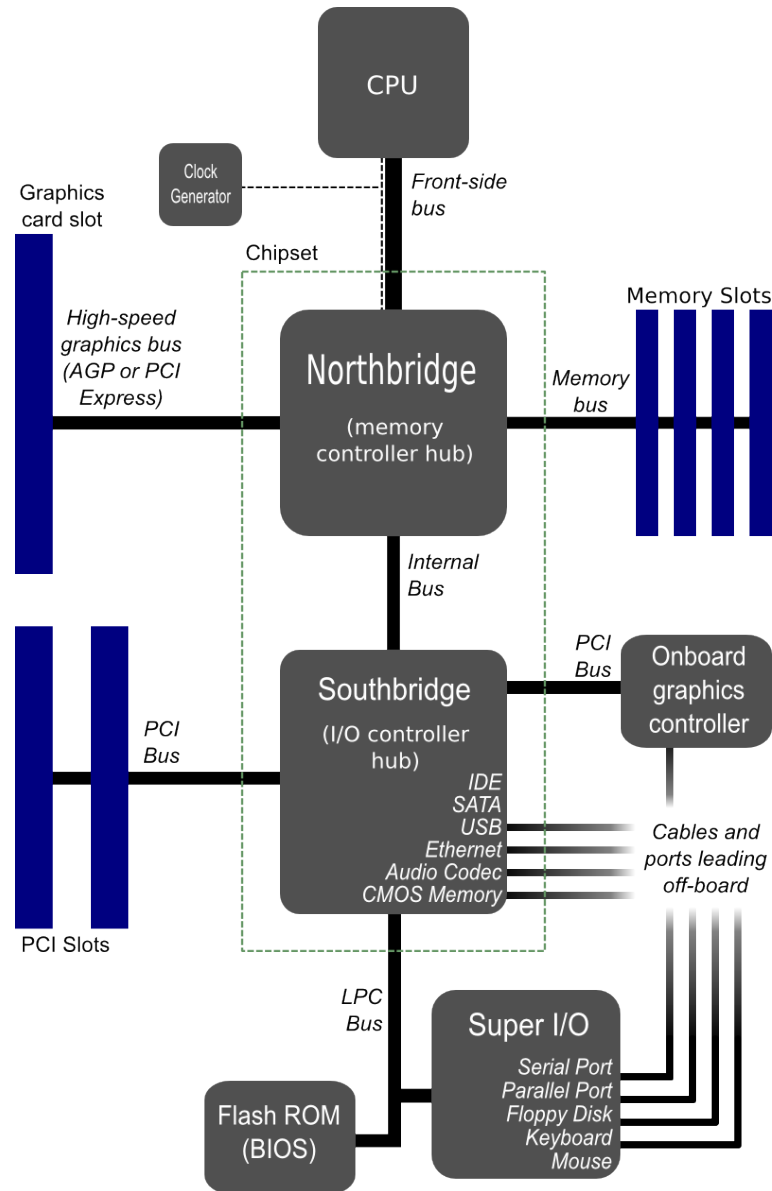 CPU
Clock
Generator
Front-side
bus
Graphics
card slot
Chipset
High-speed
graphics bus
(AGP or PCI
Express)
Northbridge
(memory
controller hub)
Memory Slots
Memory
bus
Internal
Bus
PCI
Bus
Onboard
graphics
controller
Southbridge
(I/O controller
hub)
PCI
Bus
IDE
SATA
USB
Ethernet
Audio Codec
CMOS Memory
Cables and
ports leading
off-board
PCI Slots
LPC
Bus
Super I/O
Serial Port
Parallel Port
Floppy Disk
Keyboard
Mouse
Flash ROM
(BIOS)